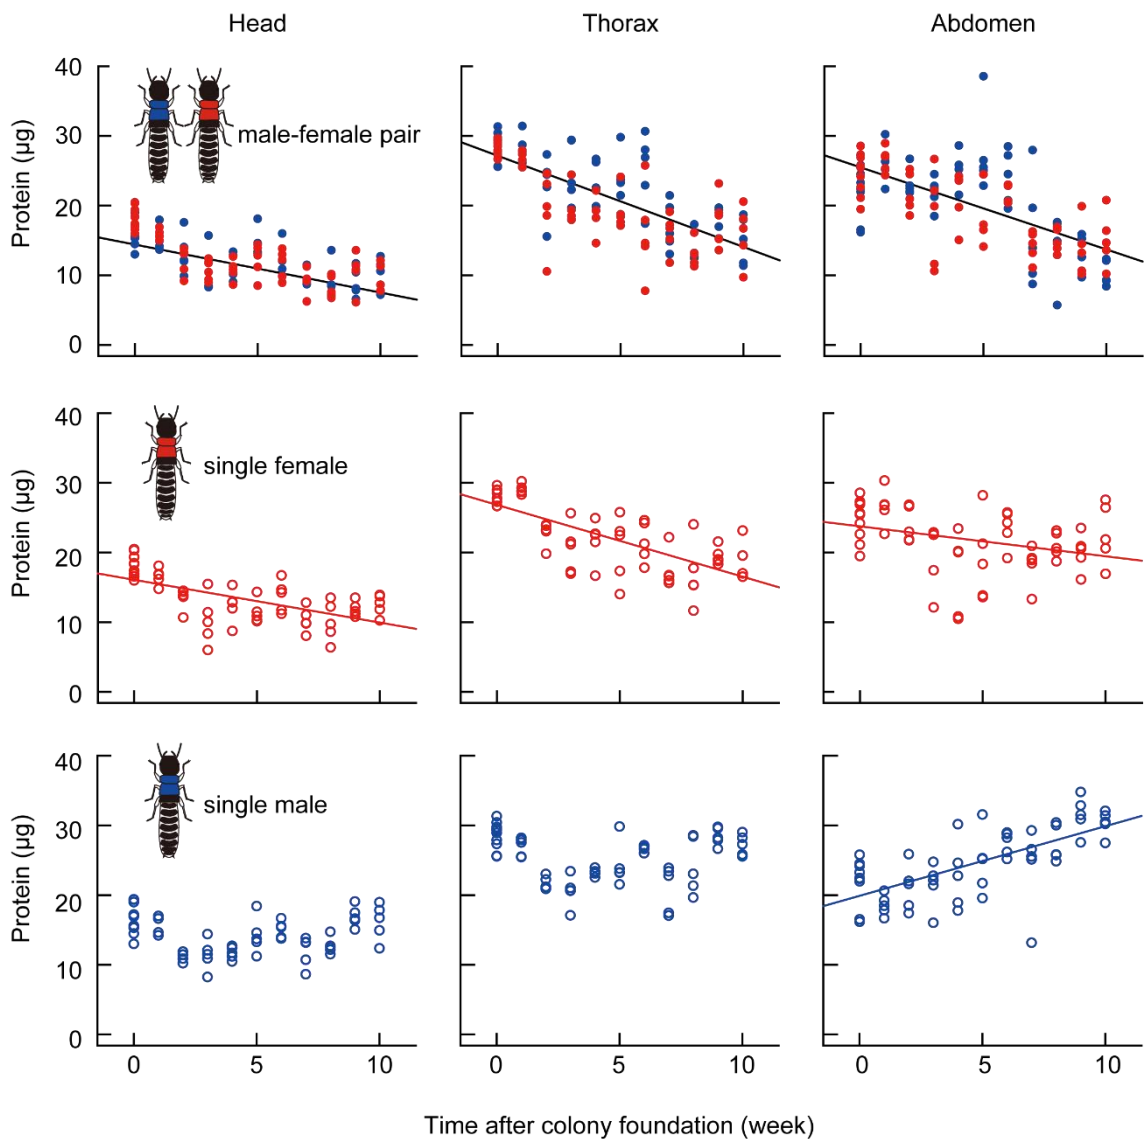 Head Thorax Abdomen
Protein (µg)
40
30
20
10
0
male-female pair
Protein (µg)
40
30
20
10
0
single female
Protein (µg)
40
30
20
10
0
single male
0 5 10 0 5 10 0 5 10
Time after colony foundation (week)